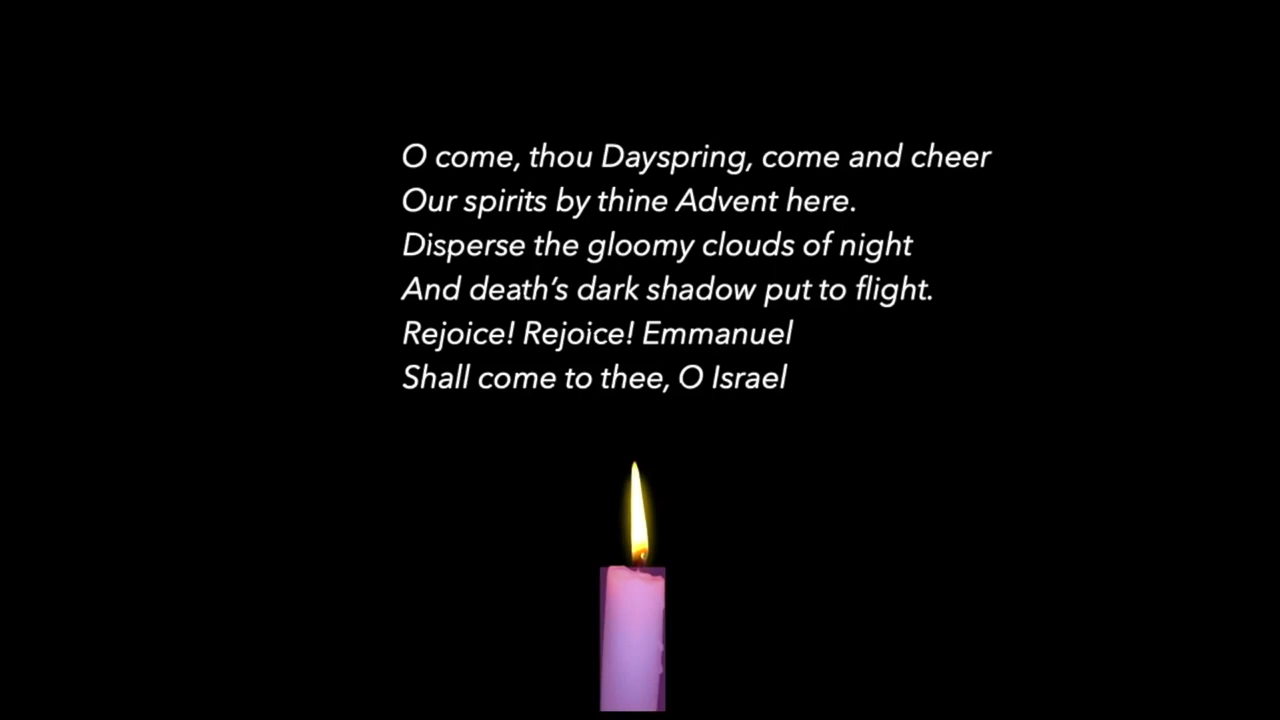 O come, thou Dayspring, come and cheer
Our spirits by thine Advent here.
Disperse the gloomy clouds of night
And death’s dark shadow put to flight.
Rejoice! Rejoice! Emmanuel
Shall come to thee, O Israel